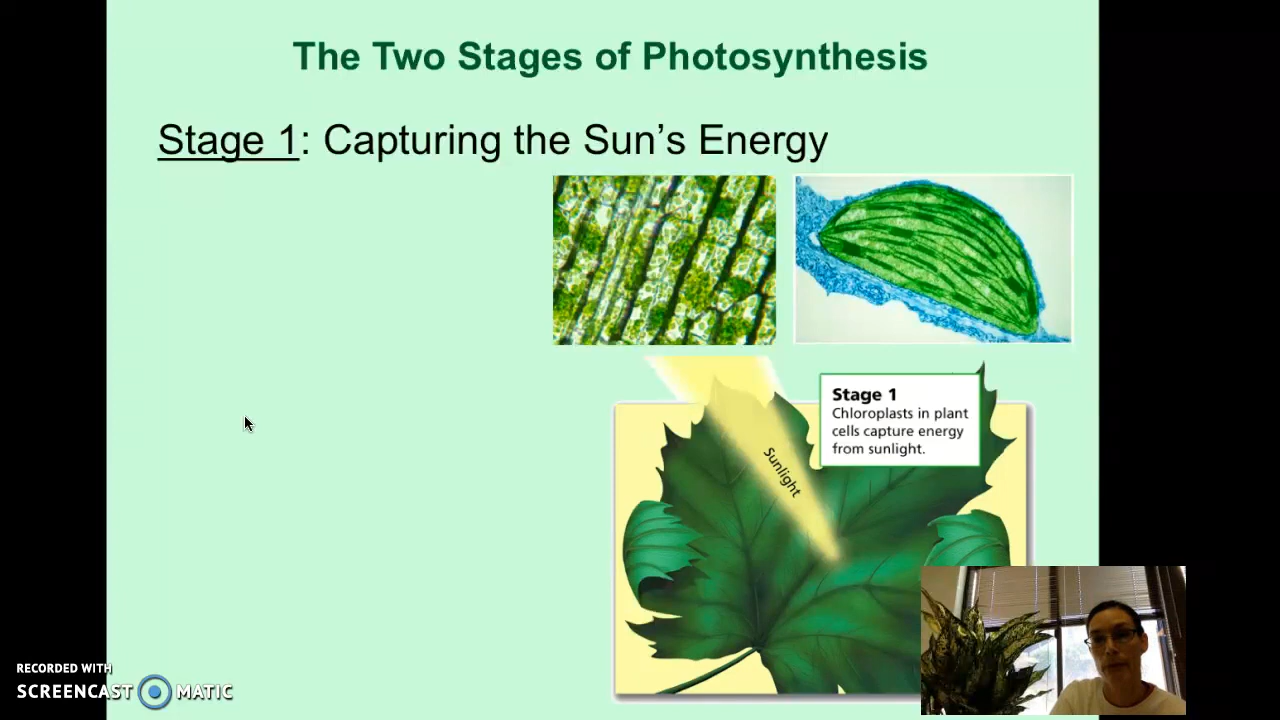 The Two Stages of Photosynthesis
Stage 1: Capturing the Sun’s Energy
Stage 1
Chloroplasts in plant
cells capture energy
from sunlight.
Sunlight
RECORDED WITH
SCREENCAST MATIC